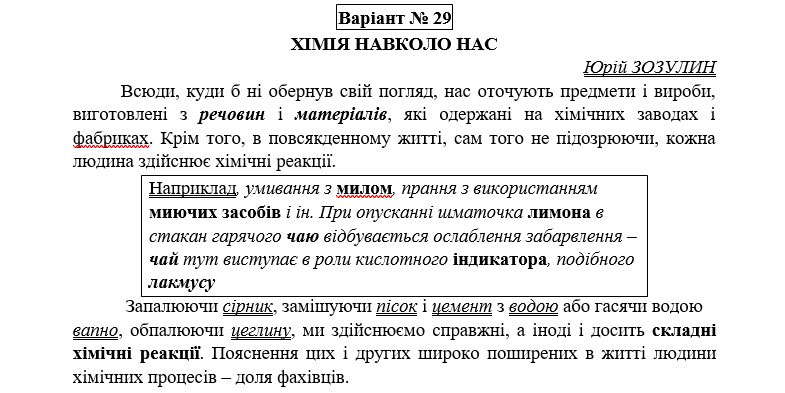 Варіант № 29
ХІМІЯ НАВКОЛО НАС
Юрій ЗОЗУЛИН
Всюди, куди б ні обернув свій погляд, нас оточують предмети і вироби,
виготовлені з речовин і матеріалів, які одержані на хімічних заводах і
фабриках. Крім того, в повсякденному житті, сам того не підозрюючи, кожна
людина здійснює хімічні реакції.
Наприклад, умивання з милом, прання з використанням
миючих засобів і ін. При опусканні шматочка лимона в
стакан гарячого чаю відбувається ослаблення забарвлення –
чай тут виступає в роли кислотного індикатора, подібного
лакмусу
Запалюючи сірник, замішуючи пісок і цемент з водою або гасячи водою
вапно, обпалюючи цеглину, ми здійснюємо справжні, а іноді і досить складні
хімічні реакції. Пояснення цих і других широко поширених в житті людини
хімічних процесів – доля фахівців.